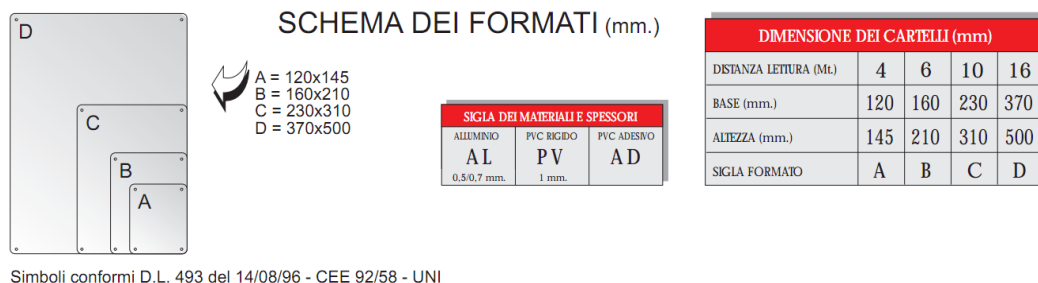 SCHEMA DEI FORMATI (mm.)
D
C
B
A
A = 120x145
B = 160x210
C = 230x310
D = 370x500
SIGLA DEI MATERIALI E SPESSORI
ALLUMINIO PVC RIGIDO PVC ADESIVO
AL PV AD
0,5/0,7 mm. 1 mm.
DIMENSIONE DEI CARTELLI (mm)
DISTANZA LETTURA (Mt.) 4 6 10 16
BASE (mm.) 120 160 230 370
ALTEZZA (mm.) 145 210 310 500
SIGLA FORMATO A B C D
Simboli conformi D.L. 493 del 14/08/96 - CEE 92/58 - UNI